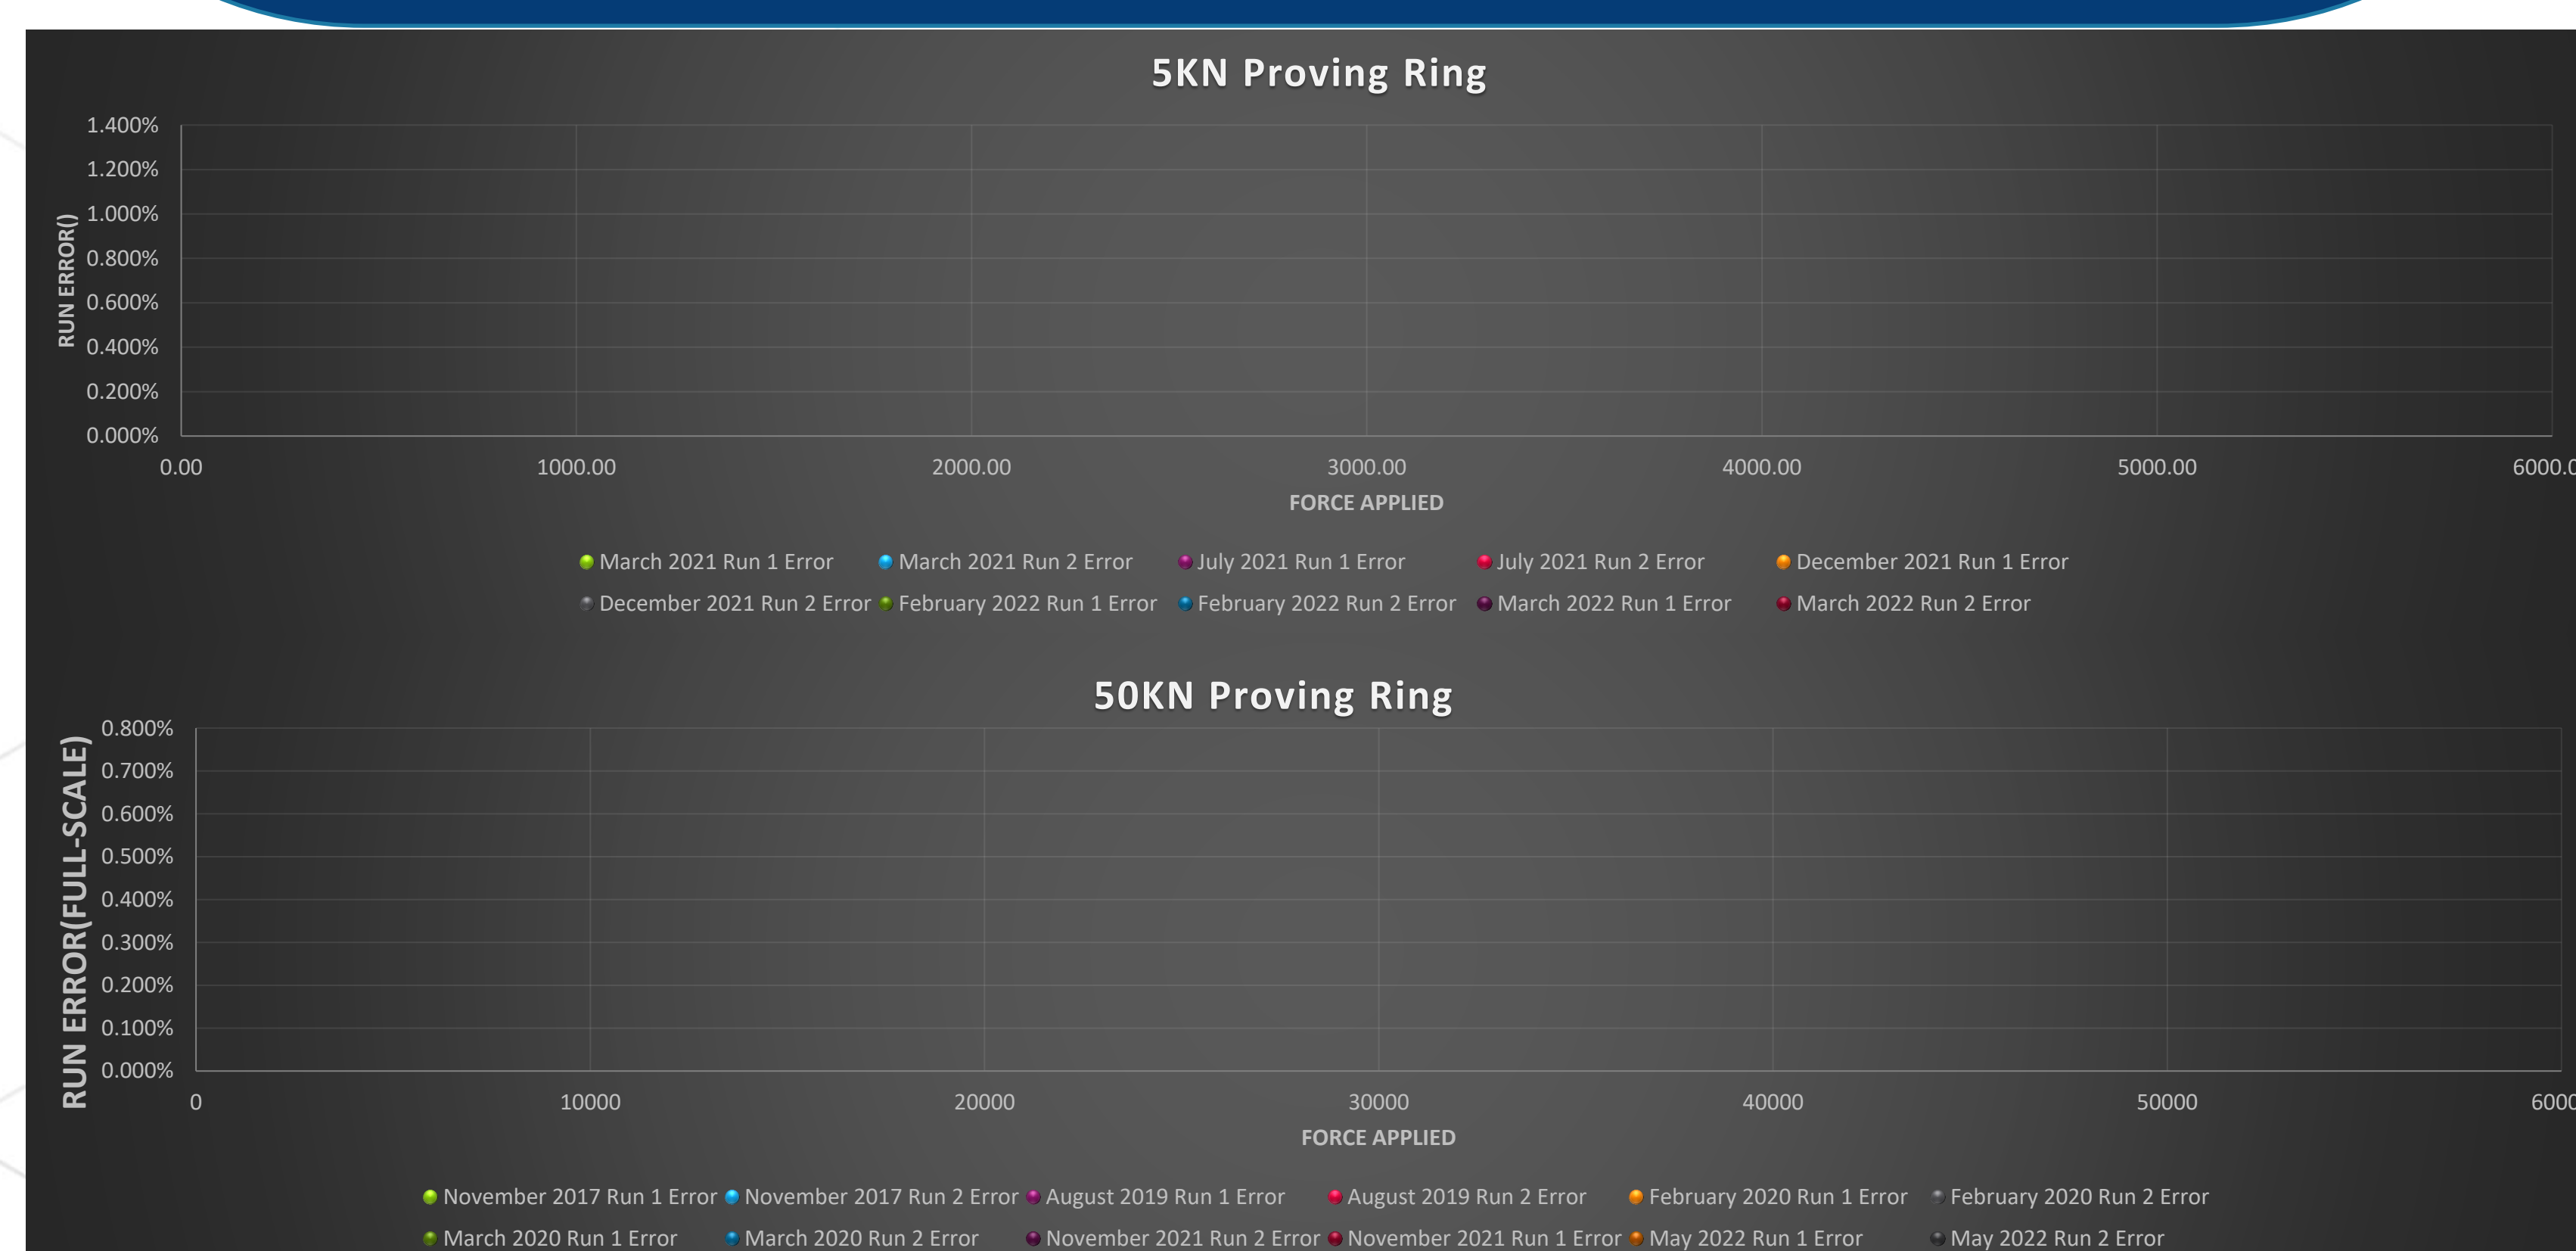 5KN Proving Ring
1.400%
1.200%
1.000%
0.800%
0.600%
0.400%
0.200%
0.000%
RUN ERROR()
0.00 1000.00 2000.00 3000.00 4000.00 5000.00 6000.0
FORCE APPLIED
March 2021 Run 1 Error March 2021 Run 2 Error July 2021 Run 1 Error July 2021 Run 2 Error December 2021 Run 1 Error
December 2021 Run 2 Error February 2022 Run 1 Error February 2022 Run 2 Error March 2022 Run 1 Error March 2022 Run 2 Error
50KN Proving Ring
0.800%
0.700%
0.600%
0.500%
0.400%
0.300%
0.200%
0.100%
0.000%
RUN ERROR(FULL-SCALE)
0 10000 20000 30000 40000 50000 6000
FORCE APPLIED
November 2017 Run 1 Error November 2017 Run 2 Error August 2019 Run 1 Error August 2019 Run 2 Error February 2020 Run 1 Error February 2020 Run 2 Error
March 2020 Run 1 Error March 2020 Run 2 Error November 2021 Run 2 Error November 2021 Run 1 Error May 2022 Run 1 Error May 2022 Run 2 Error